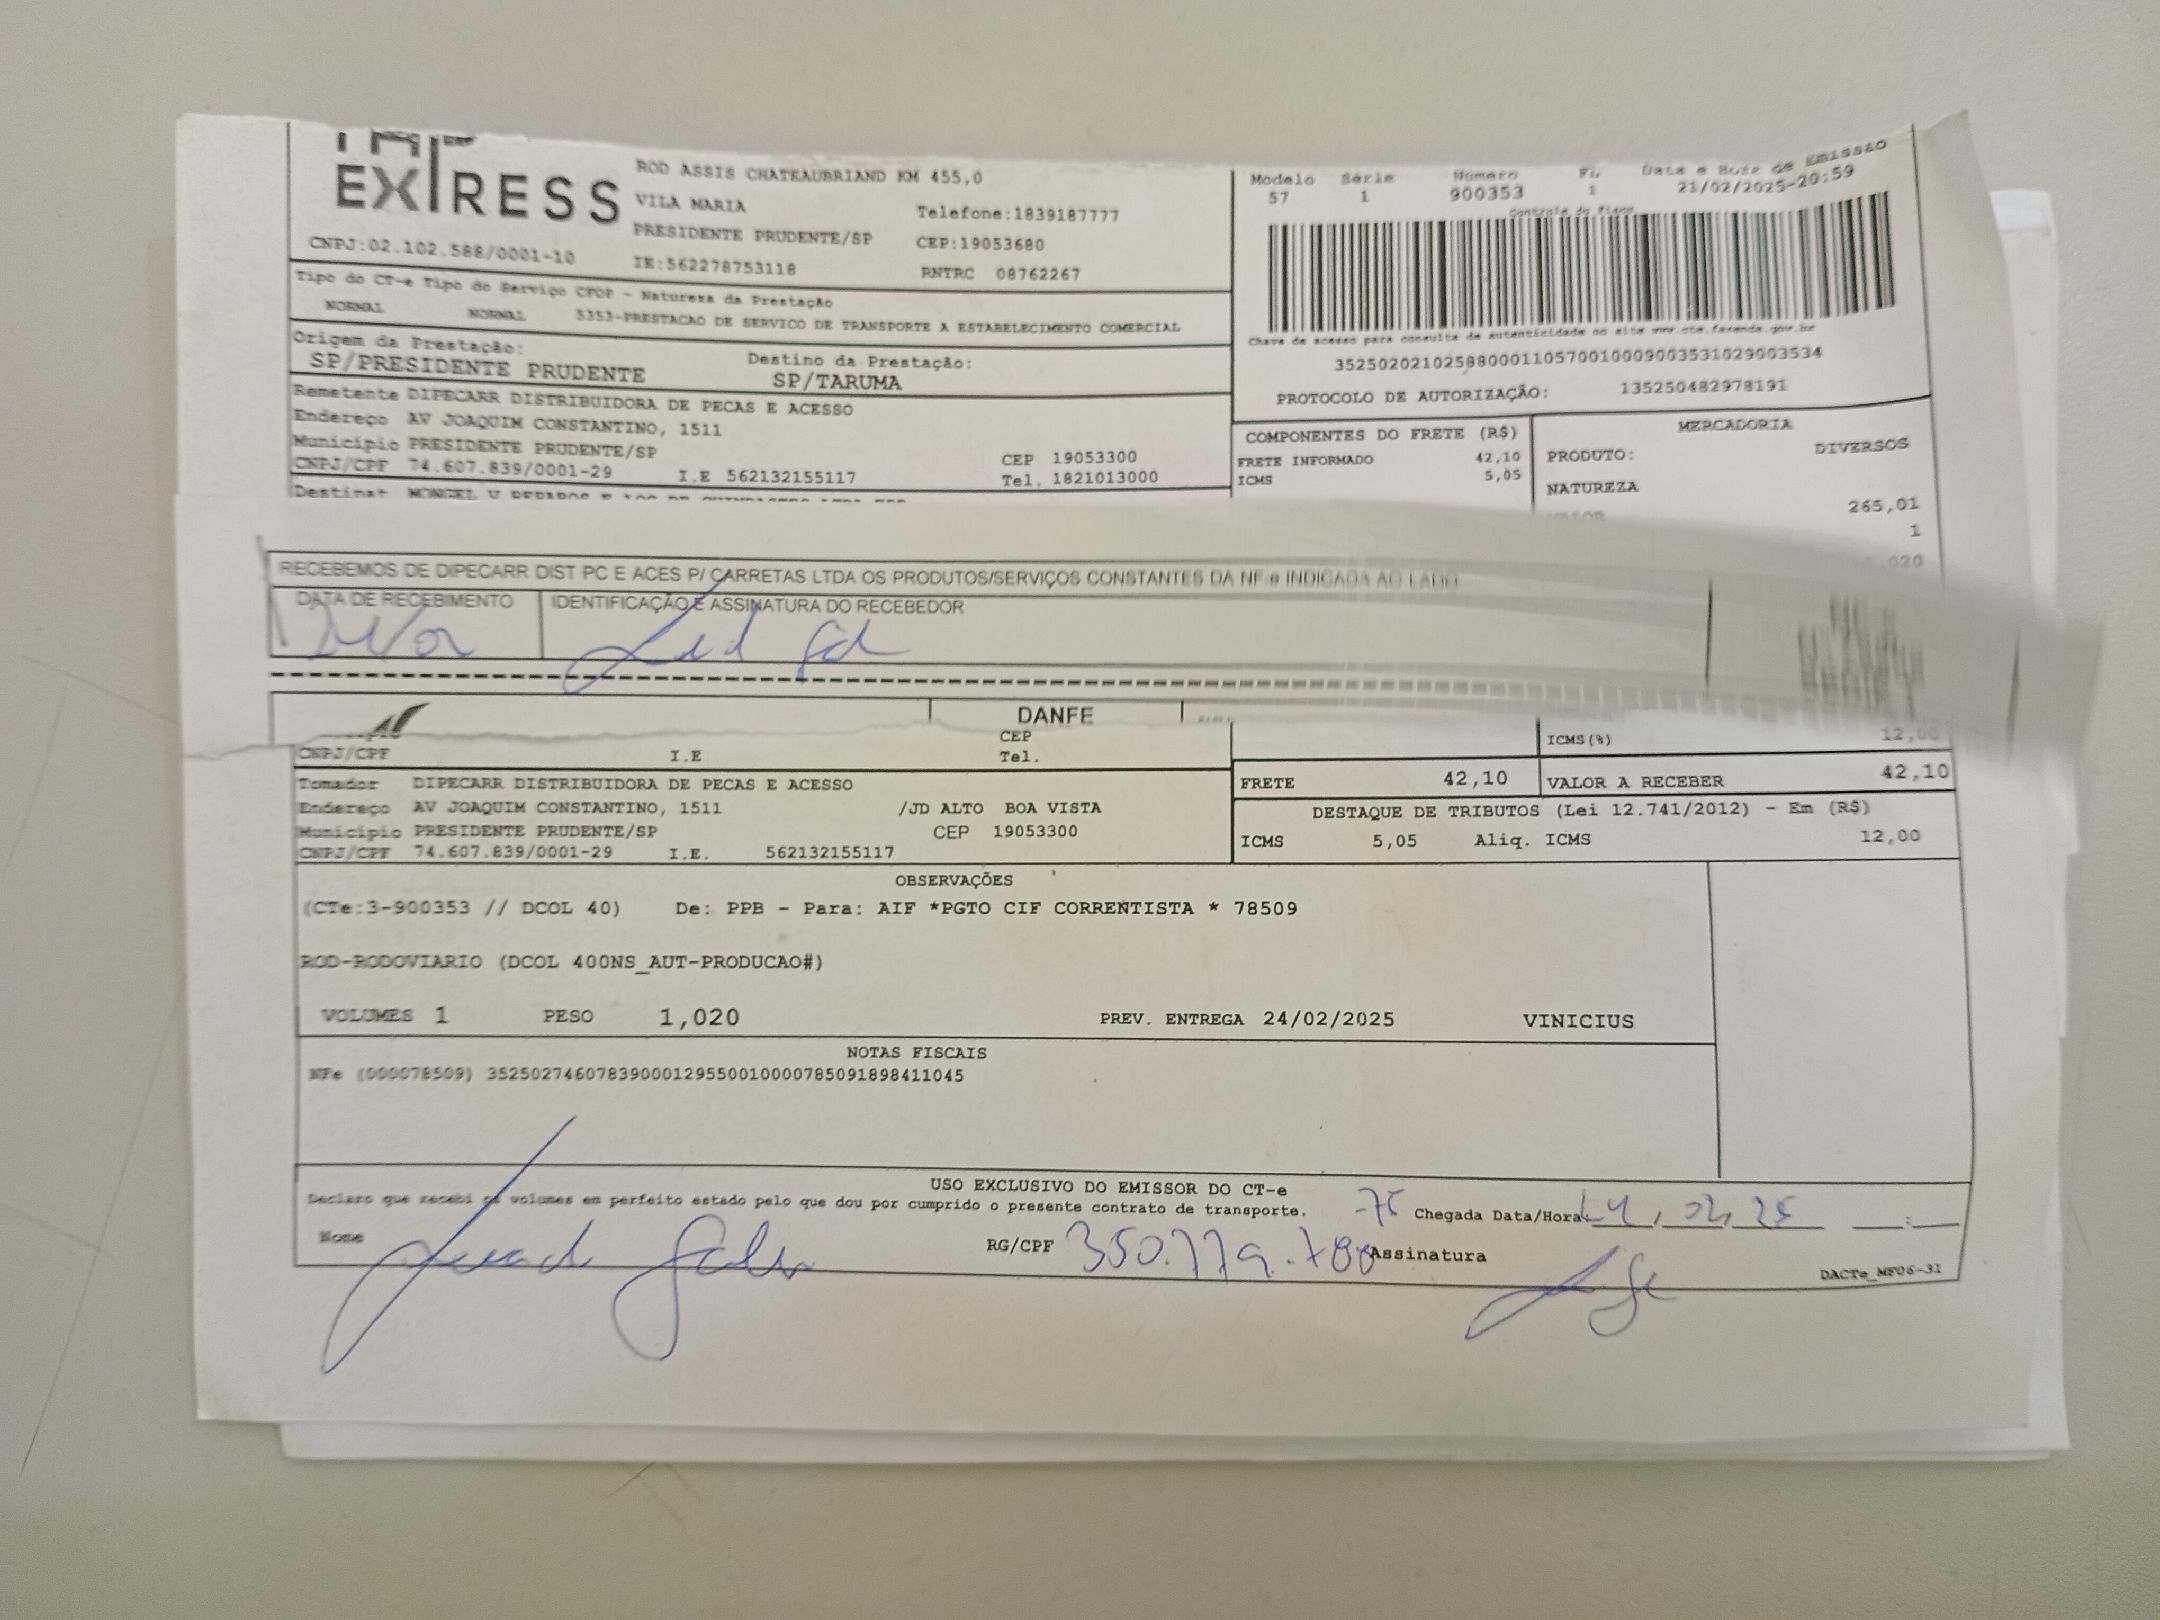 EXPRESS
ROD ASSIS CHATEAUBRIAND KM 455,0
VILA MARIA
Telefone:1839187777
PRESIDENTE PRUDENTE/SP
CEP:19053680
CNPJ:02.102.588/0001-10
IE:562278753118
RNTRC 08762267
Modelo Série Número Fl. Data e Hora de Emissão
57 1 900353 1 21/02/2025-20:59
Controle do Fisco
Tipo do CT-e Tipo do Serviço CFOP - Natureza da Prestação
NORMAL NORMAL 5353-PRESTACAO DE SERVICO DE TRANSPORTE A ESTABELECIMENTO COMERCIAL
Chave de acesso para consulta de autenticidade no site www.cte.fazenda.gov.br
35250202102588000110570010009003531029003534
PROTOCOLO DE AUTORIZAÇÃO: 135250482978191
Origem da Prestação:
SP/PRESIDENTE PRUDENTE
Destino da Prestação:
SP/TARUMA
Remetente DIPECARR DISTRIBUIDORA DE PECAS E ACESSO
Endereço AV JOAQUIM CONSTANTINO, 1511
Município PRESIDENTE PRUDENTE/SP
CEP 19053300
CNPJ/CPF 74.607.839/0001-29 I.E 562132155117 Tel. 1821013000
Destinat
COMPONENTES DO FRETE (R$)
FRETE INFORMADO 42,10
ICMS 5,05
MERCADORIA
PRODUTO: DIVERSOS
NATUREZA
VALOR 265,01
1
,020
RECEBEMOS DE DIPECARR DIST PC E ACES P/ CARRETAS LTDA OS PRODUTOS/SERVIÇOS CONSTANTES DA NF-e INDICADA AO LADO
DATA DE RECEBIMENTO IDENTIFICAÇÃO E ASSINATURA DO RECEBEDOR
DANFE
CEP
CNPJ/CPF I.E Tel.
ICMS(%) 12,00
FRETE 42,10 VALOR A RECEBER 42,10
Tomador DIPECARR DISTRIBUIDORA DE PECAS E ACESSO
Endereço AV JOAQUIM CONSTANTINO, 1511 /JD ALTO BOA VISTA
Município PRESIDENTE PRUDENTE/SP CEP 19053300
CNPJ/CPF 74.607.839/0001-29 I.E. 562132155117
DESTAQUE DE TRIBUTOS (Lei 12.741/2012) - Em (R$)
ICMS 5,05 Aliq. ICMS 12,00
OBSERVAÇÕES
(CTe:3-900353 // DCOL 40) De: PPB - Para: AIF *PGTO CIF CORRENTISTA * 78509
ROD-RODOVIARIO (DCOL 400NS_AUT-PRODUCAO#)
VOLUMES 1 PESO 1,020 PREV. ENTREGA 24/02/2025 VINICIUS
NOTAS FISCAIS
NFe (000078509) 35250274607839000129550010000785091898411045
USO EXCLUSIVO DO EMISSOR DO CT-e
Declaro que recebi os volumes em perfeito estado pelo que dou por cumprido o presente contrato de transporte.
Chegada Data/Hora
Nome
RG/CPF
Assinatura
DACTe_MF06-31